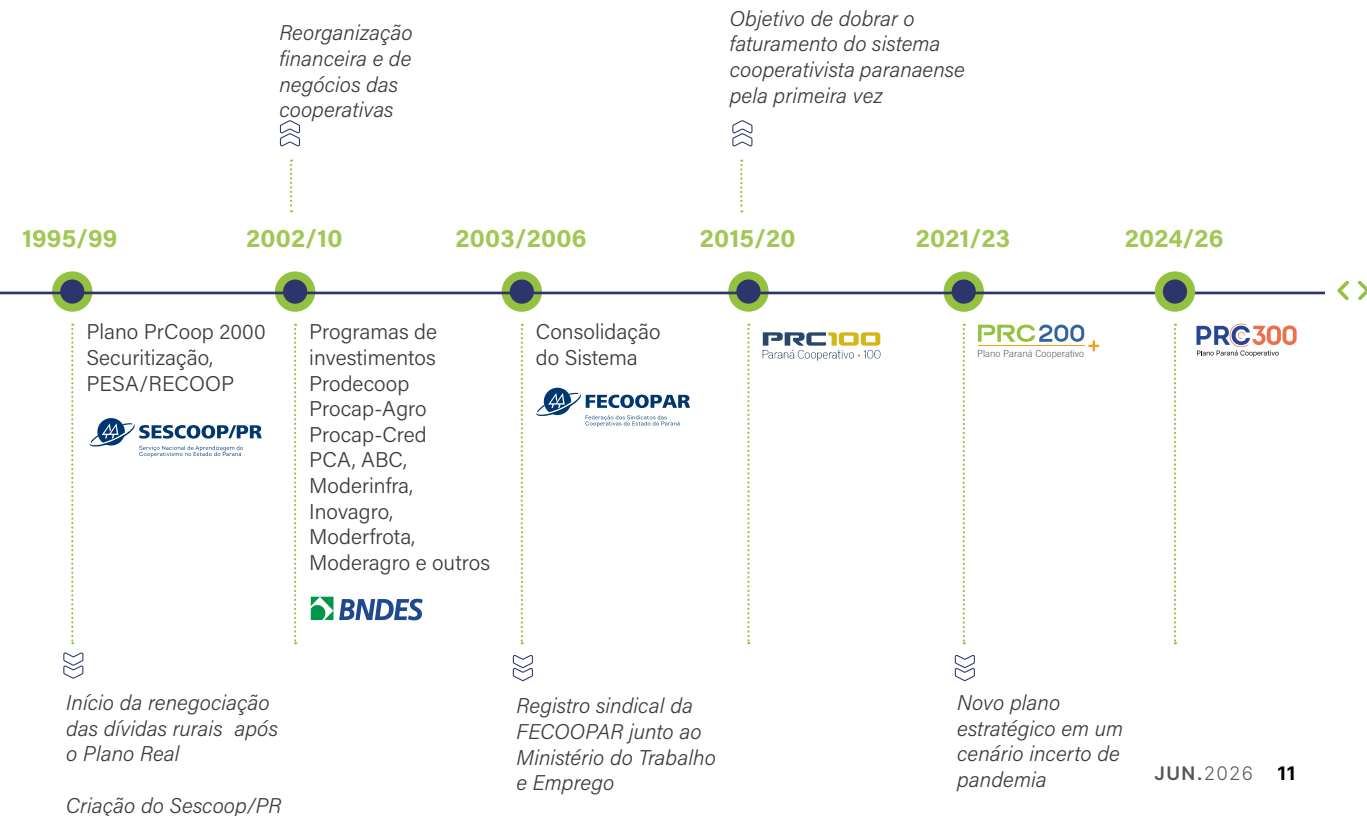 Reorganização
financeira e de
negócios das
cooperativas
Objetivo de dobrar o
faturamento do sistema
cooperativista paranaense
pela primeira vez
1995/99
2002/10
2003/2006
2015/20
2021/23
2024/26
Plano PrCoop 2000
Securitização,
PESA/RECOOP
SESCOOP/PR
Serviço Nacional de Aprendizagem do
Cooperativismo no Estado do Paraná
Programas de
investimentos
Prodecoop
Procap-Agro
Procap-Cred
PCA, ABC,
Moderinfra,
Inovagro,
Moderfrota,
Moderagro e outros
BNDES
Consolidação
do Sistema
FECOOPAR
Federação dos Sindicatos das
Cooperativas do Estado do Paraná
PRC100
Paraná Cooperativo • 100
PRC200+
Plano Paraná Cooperativo
PRC300
Plano Paraná Cooperativo
Início da renegociação
das dívidas rurais após
o Plano Real
Criação do Sescoop/PR
Registro sindical da
FECOOPAR junto ao
Ministério do Trabalho
e Emprego
Novo plano
estratégico em um
cenário incerto de
pandemia
JUN.2026 11